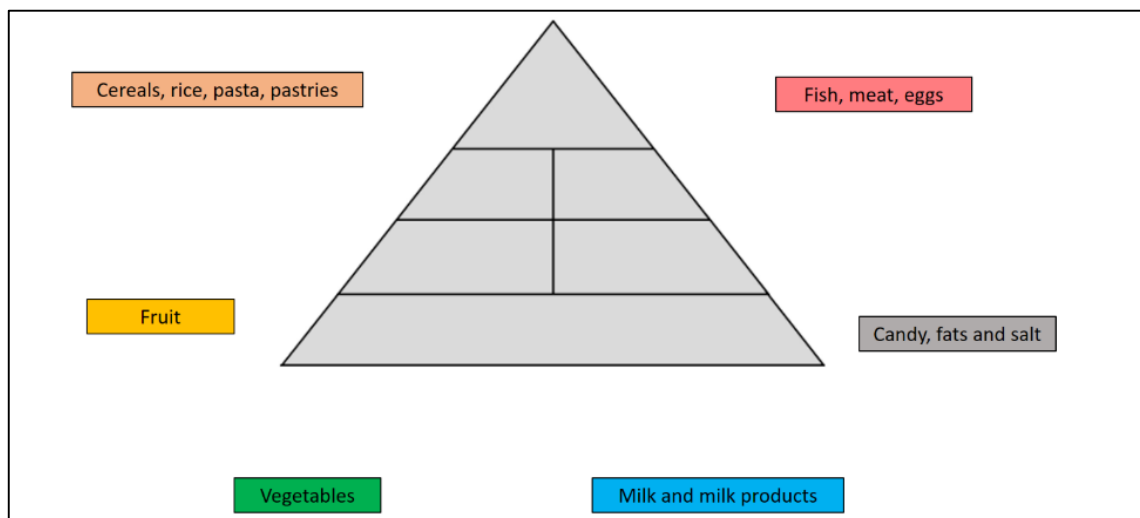 Cereals, rice, pasta, pastries
Fish, meat, eggs
Fruit
Candy, fats and salt
Vegetables
Milk and milk products